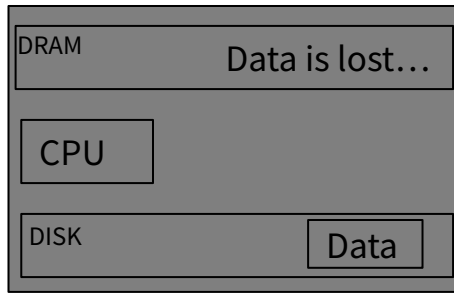 DRAM
Data is lost…
CPU
DISK
Data